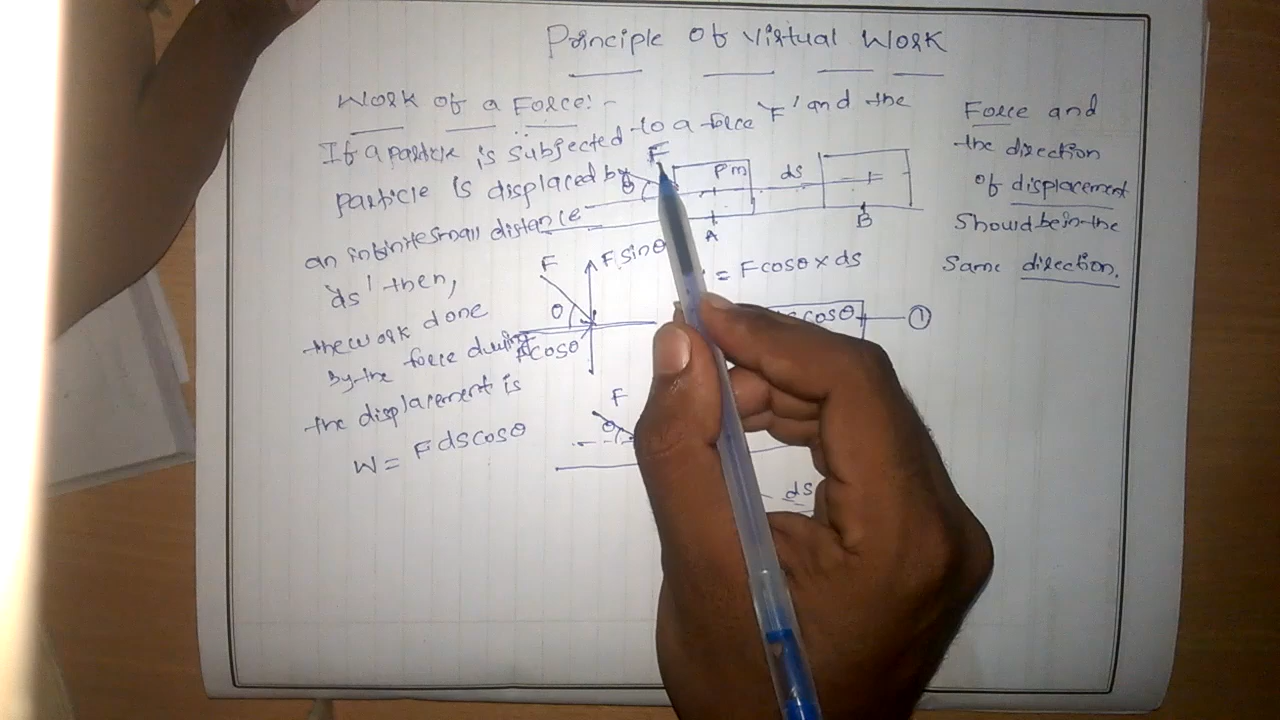 Principle Of Virtual Work
Work of a Force:-
If a particle is subjected to a force 'F' and the
particle is displaced by
an infinitesmall distance
'ds' then,
the work done
by the force during
the displacement is
W = F ds cosθ
F
θ
Pm
ds
A
B
F
F sinθ
θ
F cosθ
= F cosθ × ds
cosθ
①
F
θ
ds
Force and
the direction
of displacement
Should be in the
Same direction.